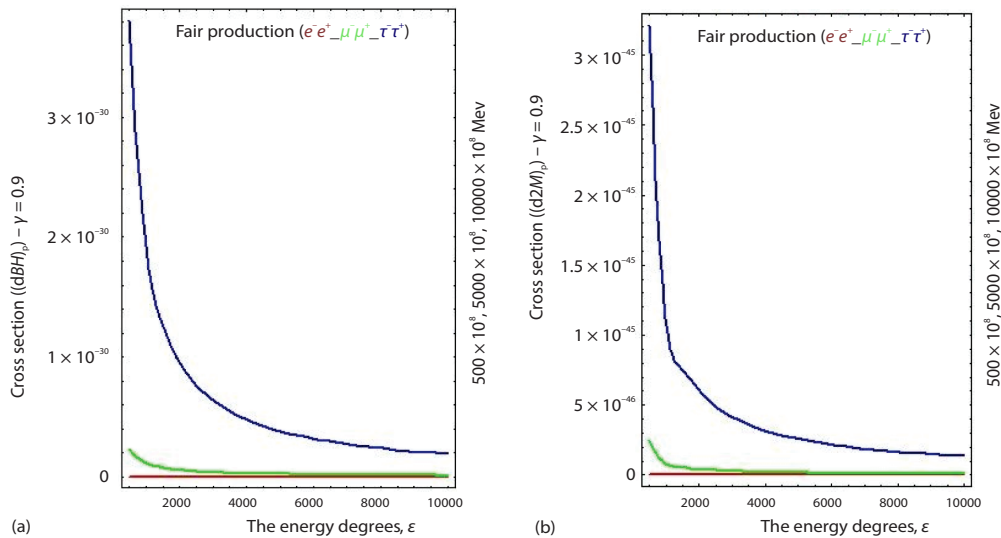 Fair production (e⁻e⁺_μ⁻μ⁺_τ⁻τ⁺)
Cross section ((dBH)ₚ) – γ = 0.9
3 × 10⁻³⁰
2 × 10⁻³⁰
1 × 10⁻³⁰
0
2000 4000 6000 8000 10000
The energy degrees, ε
500 × 10⁸, 5000 × 10⁸, 10000 × 10⁸ Mev
(a)
Fair production (e⁻e⁺_μ⁻μ⁺_τ⁻τ⁺)
Cross section ((d2M)ₚ) – γ = 0.9
3 × 10⁻⁴⁵
2.5 × 10⁻⁴⁵
2 × 10⁻⁴⁵
1.5 × 10⁻⁴⁵
1 × 10⁻⁴⁵
5 × 10⁻⁴⁶
0
2000 4000 6000 8000 10000
The energy degrees, ε
500 × 10⁸, 5000 × 10⁸, 10000 × 10⁸ Mev
(b)